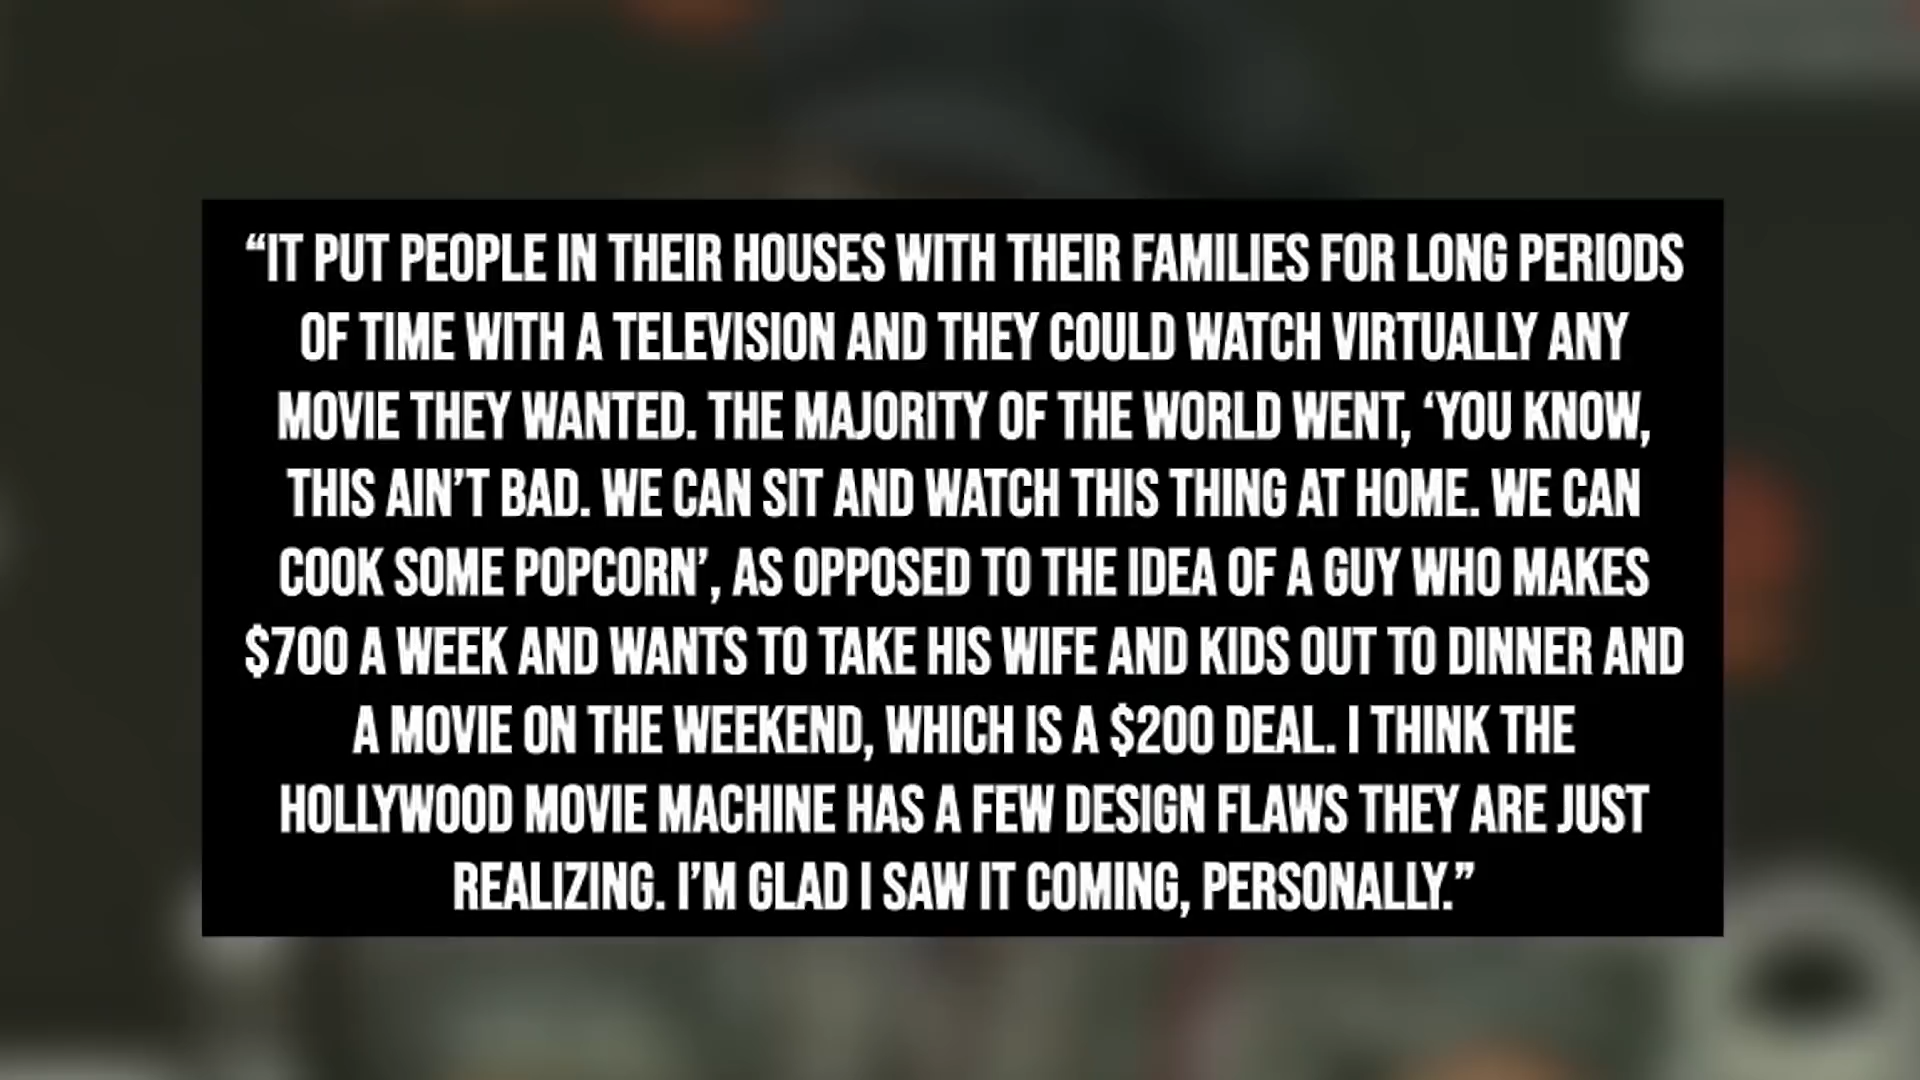 “IT PUT PEOPLE IN THEIR HOUSES WITH THEIR FAMILIES FOR LONG PERIODS
OF TIME WITH A TELEVISION AND THEY COULD WATCH VIRTUALLY ANY
MOVIE THEY WANTED. THE MAJORITY OF THE WORLD WENT, ‘YOU KNOW,
THIS AIN’T BAD. WE CAN SIT AND WATCH THIS THING AT HOME. WE CAN
COOK SOME POPCORN’, AS OPPOSED TO THE IDEA OF A GUY WHO MAKES
$700 A WEEK AND WANTS TO TAKE HIS WIFE AND KIDS OUT TO DINNER AND
A MOVIE ON THE WEEKEND, WHICH IS A $200 DEAL. I THINK THE
HOLLYWOOD MOVIE MACHINE HAS A FEW DESIGN FLAWS THEY ARE JUST
REALIZING. I’M GLAD I SAW IT COMING, PERSONALLY.”